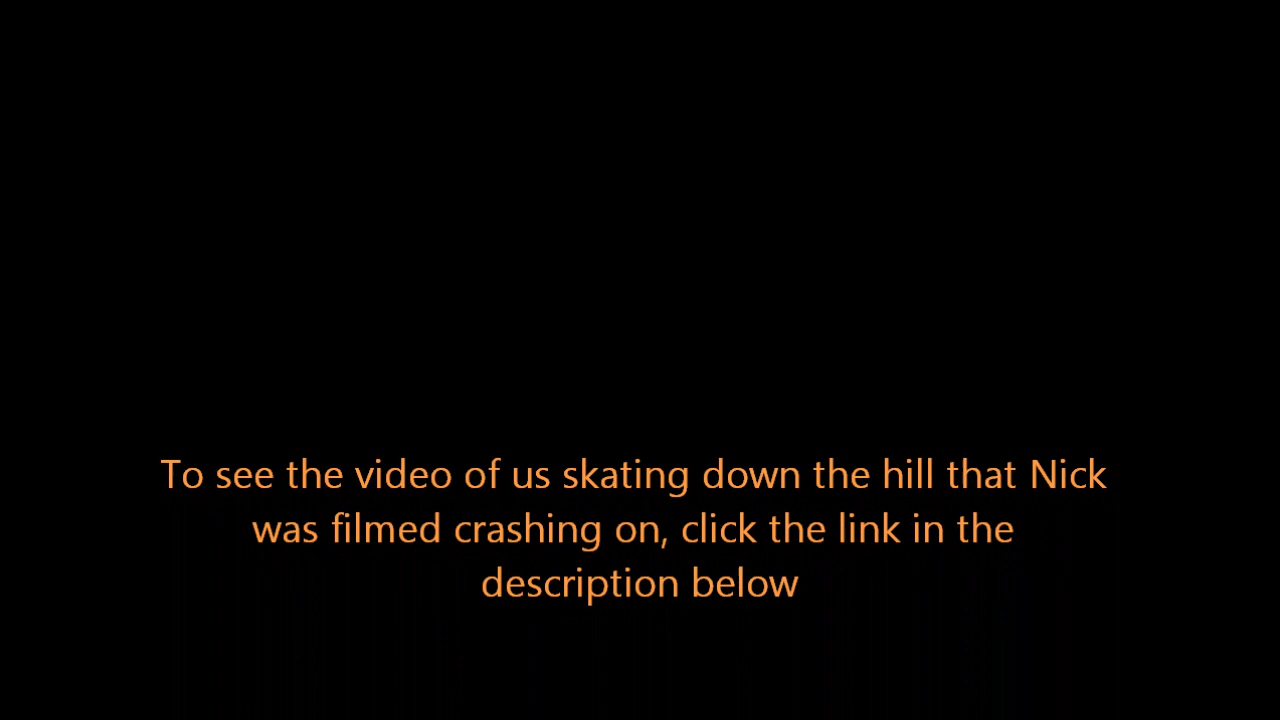 To see the video of us skating down the hill that Nick
was filmed crashing on, click the link in the
description below